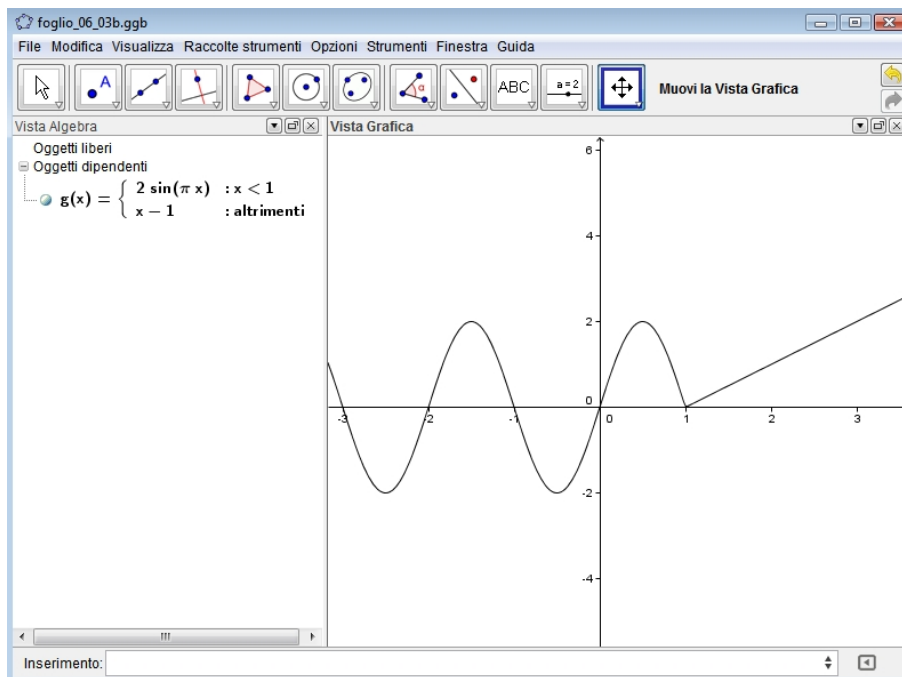 foglio_06_03b.ggb
File Modifica Visualizza Raccolte strumenti Opzioni Strumenti Finestra Guida
A α ABC a=2 Muovi la Vista Grafica
Vista Algebra
Vista Grafica
Oggetti liberi
Oggetti dipendenti
g(x) = { 2 sin(π x) : x < 1
x − 1 : altrimenti
6
4
2
0
-3 -2 -1 0 1 2 3
-2
-4
Inserimento: